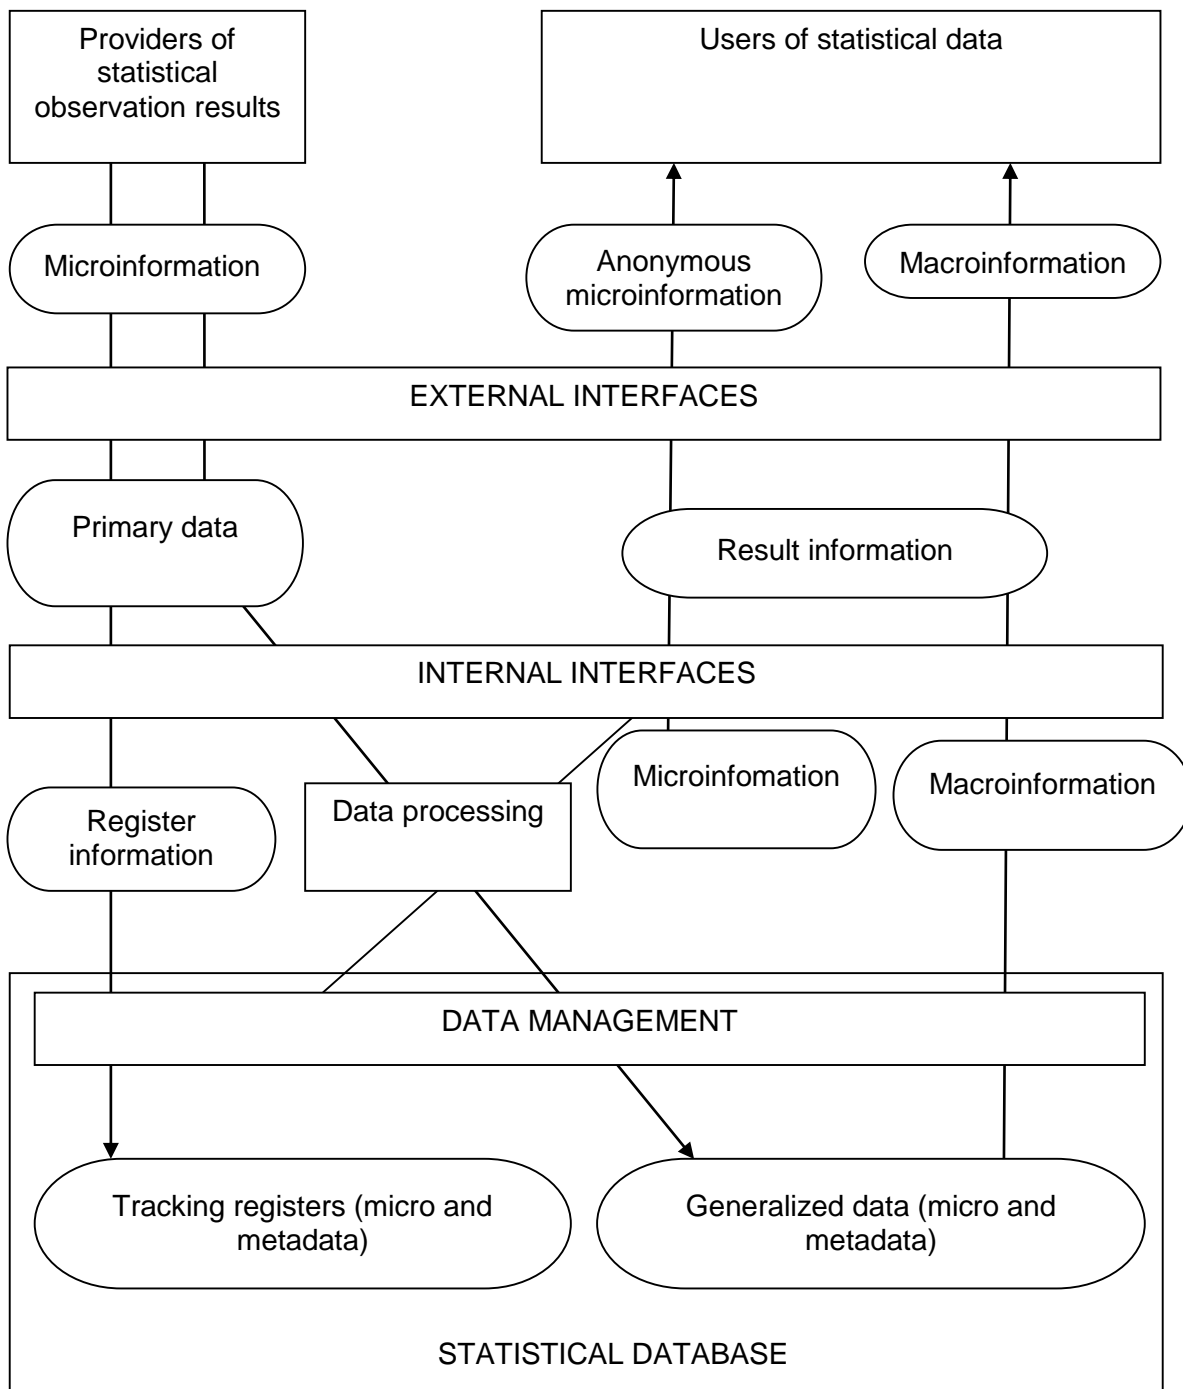 Providers of
statistical
observation results
Users of statistical data
Microinformation
Anonymous
microinformation
Macroinformation
EXTERNAL INTERFACES
Primary data
Result information
INTERNAL INTERFACES
Microinfomation
Macroinformation
Data processing
Register
information
DATA MANAGEMENT
Tracking registers (micro and
metadata)
Generalized data (micro and
metadata)
STATISTICAL DATABASE